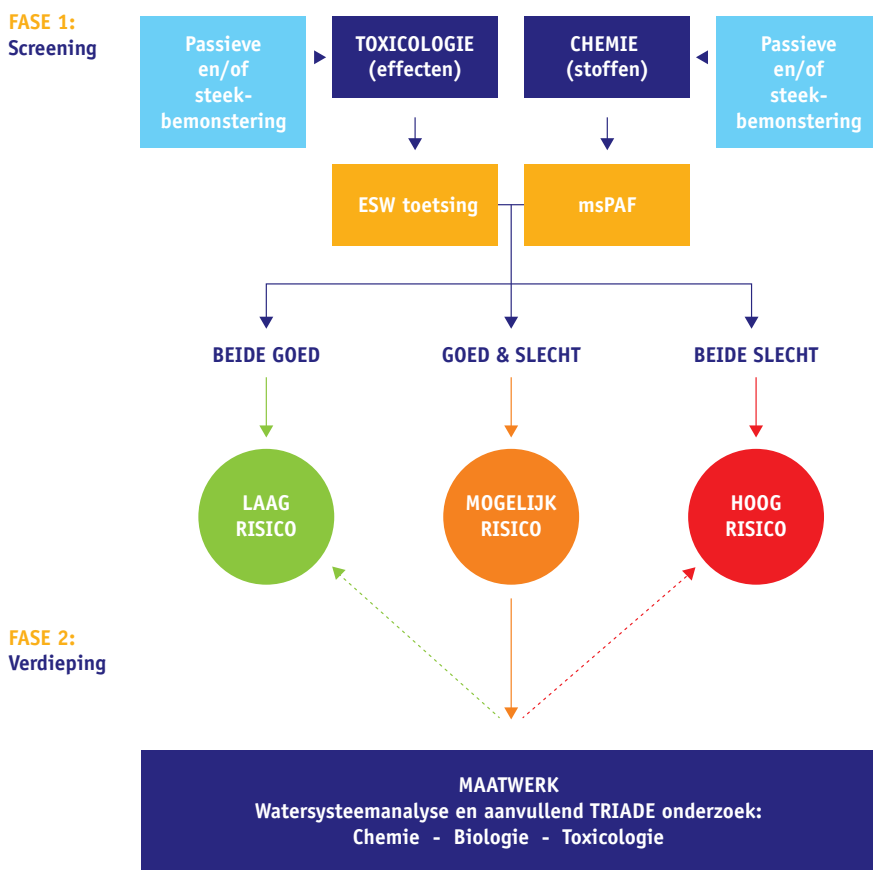 FASE 1:
Screening
Passieve
en/of
steek-
bemonstering
TOXICOLOGIE
(effecten)
CHEMIE
(stoffen)
Passieve
en/of
steek-
bemonstering
ESW toetsing
msPAF
BEIDE GOED
GOED & SLECHT
BEIDE SLECHT
LAAG
RISICO
MOGELIJK
RISICO
HOOG
RISICO
FASE 2:
Verdieping
MAATWERK
Watersysteemanalyse en aanvullend TRIADE onderzoek:
Chemie - Biologie - Toxicologie